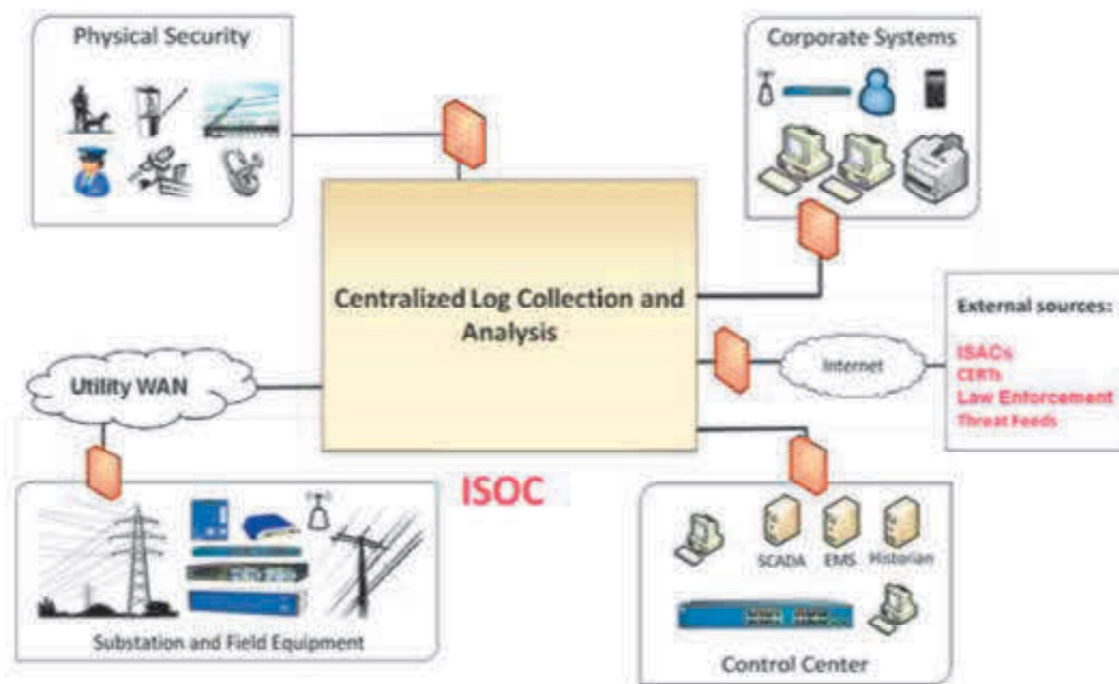 Physical Security
Corporate Systems
Centralized Log Collection and
Analysis
External sources:
ISACs
CERTs
Law Enforcement
Threat Feeds
Internet
Utility WAN
ISOC
SCADA
EMS
Historian
Substation and Field Equipment
Control Center